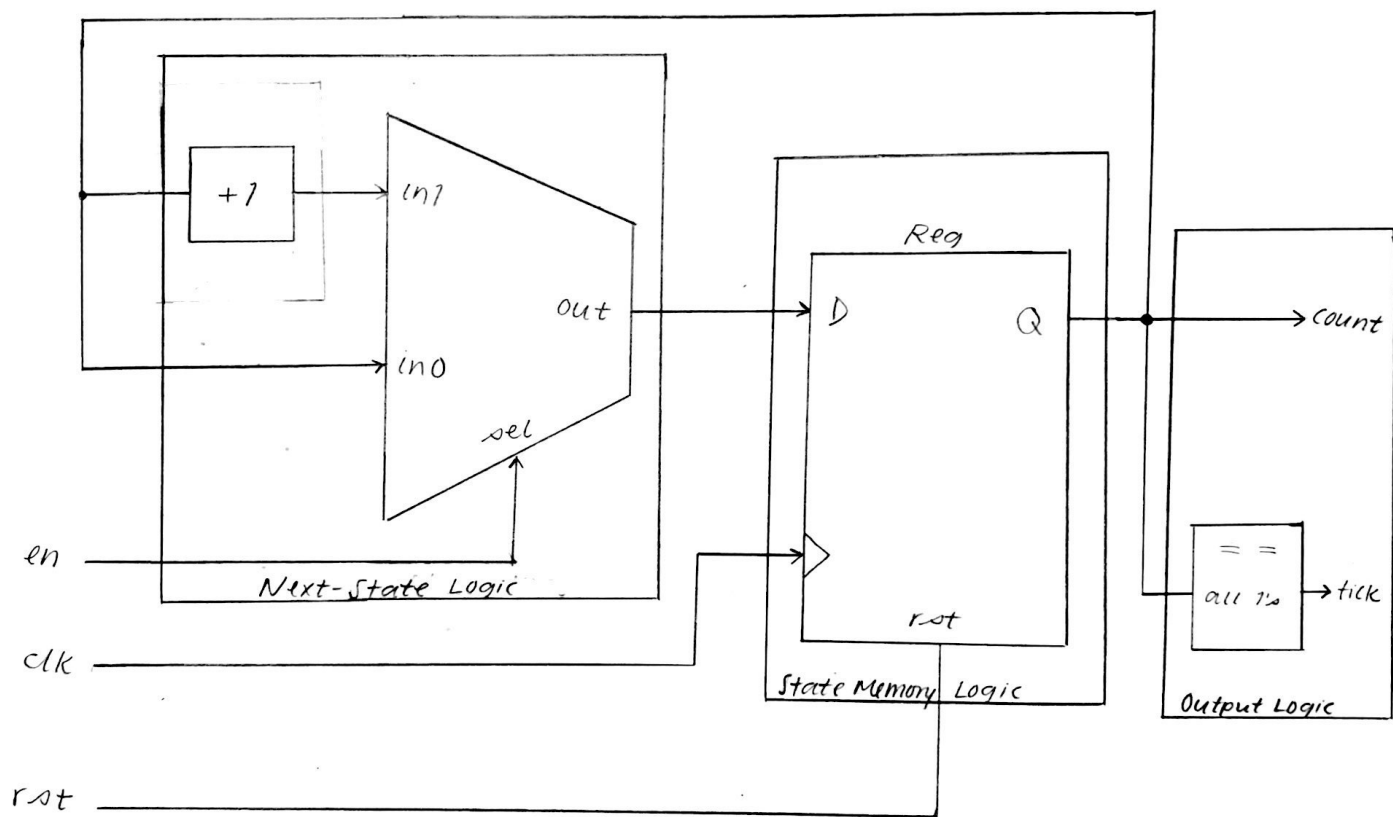 +1
in1
in0
out
sel
en
Next-State Logic
clk
rst
Reg
D
Q
rst
State Memory Logic
count
==
all 1's
tick
Output Logic